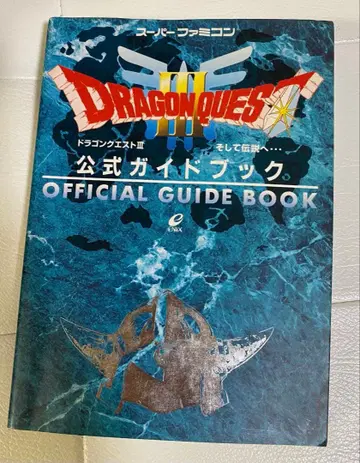 スーパーファミコン
DRAGON QUEST
III
ドラゴンクエストIII そして伝説へ…
公式ガイドブック
OFFICIAL GUIDE BOOK
ENIX